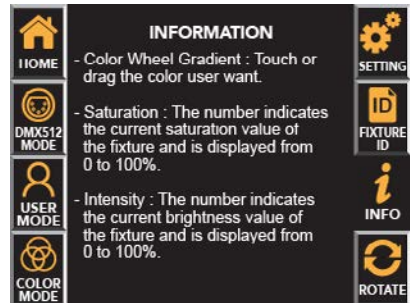 HOME
DMX512
MODE
USER
MODE
COLOR
MODE
INFORMATION
- Color Wheel Gradient : Touch or
drag the color user want.
- Saturation : The number indicates
the current saturation value of
the fixture and is displayed from
0 to 100%.
- Intensity : The number indicates
the current brightness value of
the fixture and is displayed from
0 to 100%.
SETTING
ID
FIXTURE
ID
i
INFO
ROTATE